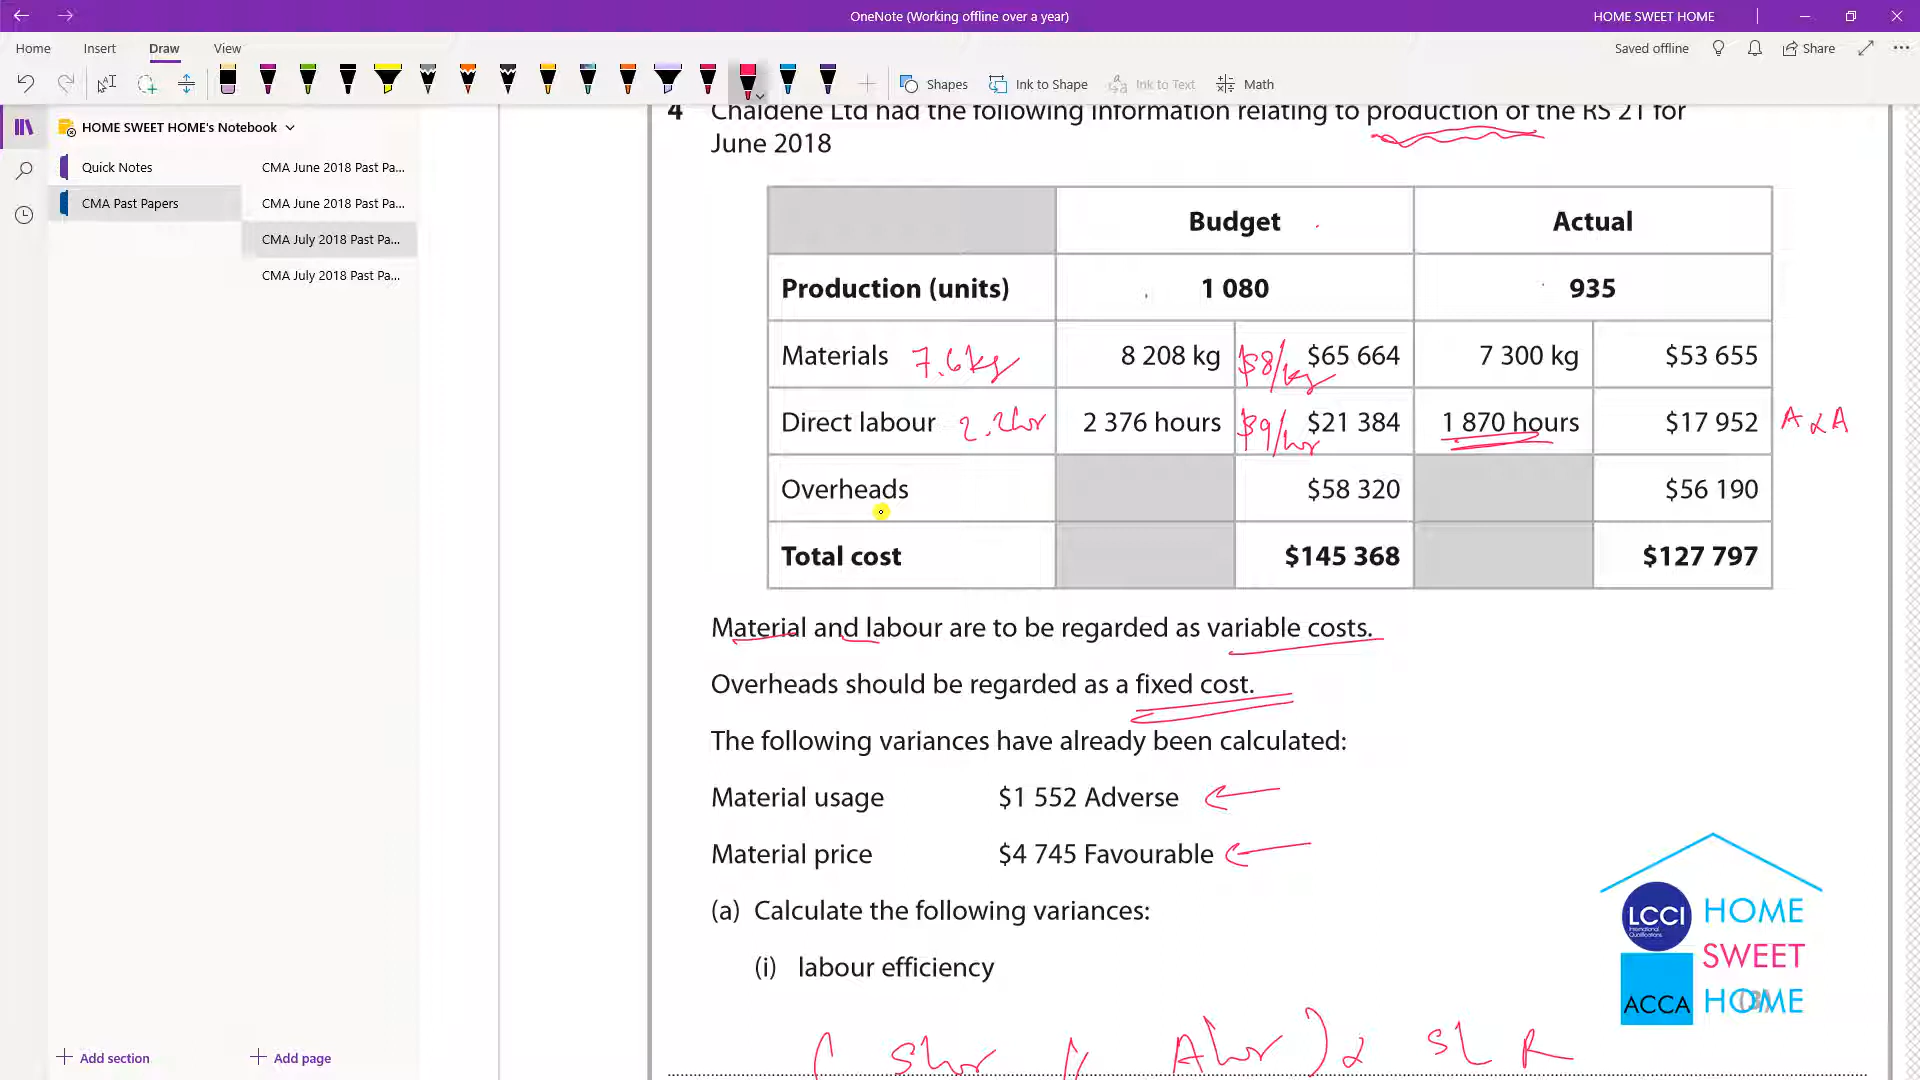 OneNote (Working offline over a year)
HOME SWEET HOME
Home Insert Draw View
Saved offline Share
Shapes Ink to Shape Ink to Text Math
HOME SWEET HOME's Notebook
Quick Notes
CMA Past Papers
CMA June 2018 Past Pa...
CMA June 2018 Past Pa...
CMA July 2018 Past Pa...
CMA July 2018 Past Pa...
Add section
Add page
4 Chaldene Ltd had the following information relating to production of the RS 21 for
June 2018
Budget Actual
Production (units) 1 080 935
Materials 7.6kg 8 208 kg $8/kg $65 664 7 300 kg $53 655
Direct labour 2.2hr 2 376 hours $9/hr $21 384 1 870 hours $17 952 A & A
Overheads $58 320 $56 190
Total cost $145 368 $127 797
Material and labour are to be regarded as variable costs.
Overheads should be regarded as a fixed cost.
The following variances have already been calculated:
Material usage $1 552 Adverse
Material price $4 745 Favourable
(a) Calculate the following variances:
(i) labour efficiency
(3)
LCCI
International Qualifications
ACCA
HOME
SWEET
HOME
( Shr Ahr ) SLR